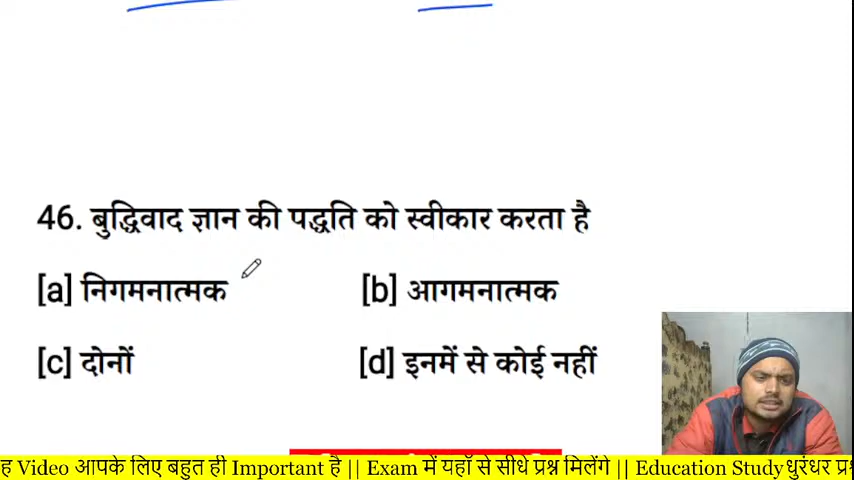 46. बुद्धिवाद ज्ञान की पद्धति को स्वीकार करता है
[a] निगमनात्मक [b] आगमनात्मक
[c] दोनों [d] इनमें से कोई नहीं
Video आपके लिए बहुत ही Important है || Exam में यहाँ से सीधे प्रश्न मिलेंगे || Education Study धुरंधर